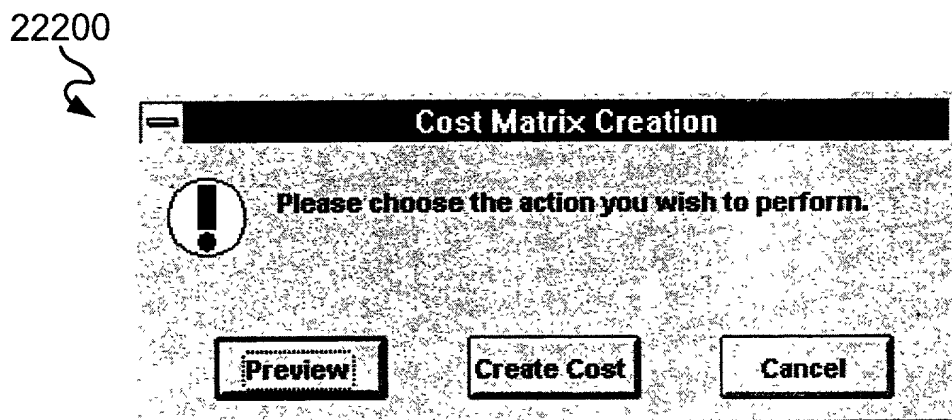 22200
Cost Matrix Creation
Please choose the action you wish to perform.
Preview Create Cost Cancel